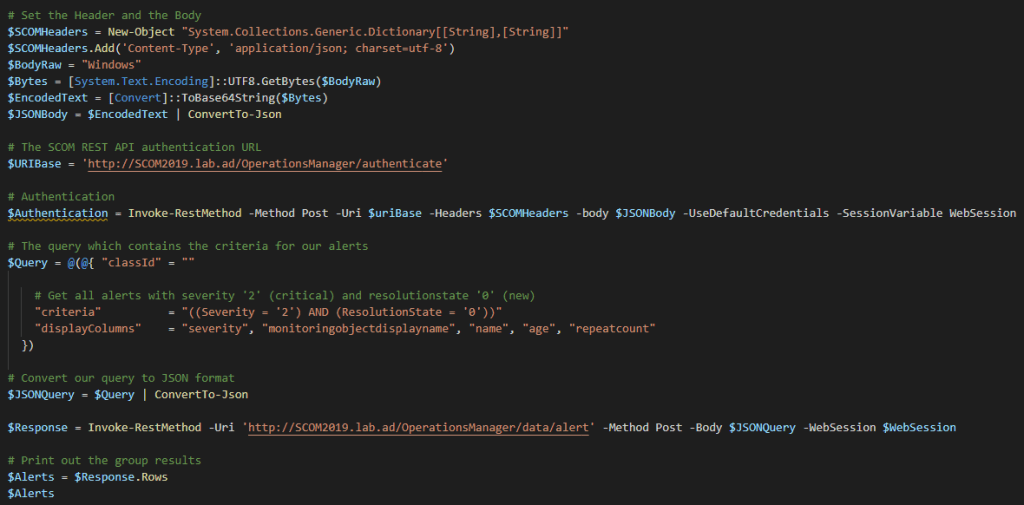 # Set the Header and the Body
$SCOMHeaders = New-Object "System.Collections.Generic.Dictionary[[String],[String]]"
$SCOMHeaders.Add('Content-Type', 'application/json; charset=utf-8')
$BodyRaw = "Windows"
$Bytes = [System.Text.Encoding]::UTF8.GetBytes($BodyRaw)
$EncodedText = [Convert]::ToBase64String($Bytes)
$JSONBody = $EncodedText | ConvertTo-Json
# The SCOM REST API authentication URL
$URIBase = 'http://SCOM2019.lab.ad/OperationsManager/authenticate'
# Authentication
$Authentication = Invoke-RestMethod -Method Post -Uri $uriBase -Headers $SCOMHeaders -body $JSONBody -UseDefaultCredentials -SessionVariable WebSession
# The query which contains the criteria for our alerts
$Query = @(@{ "classId" = ""
# Get all alerts with severity '2' (critical) and resolutionstate '0' (new)
"criteria" = "((Severity = '2') AND (ResolutionState = '0'))"
"displayColumns" = "severity", "monitoringobjectdisplayname", "name", "age", "repeatcount"
})
# Convert our query to JSON format
$JSONQuery = $Query | ConvertTo-Json
$Response = Invoke-RestMethod -Uri 'http://SCOM2019.lab.ad/OperationsManager/data/alert' -Method Post -Body $JSONQuery -WebSession $WebSession
# Print out the group results
$Alerts = $Response.Rows
$Alerts